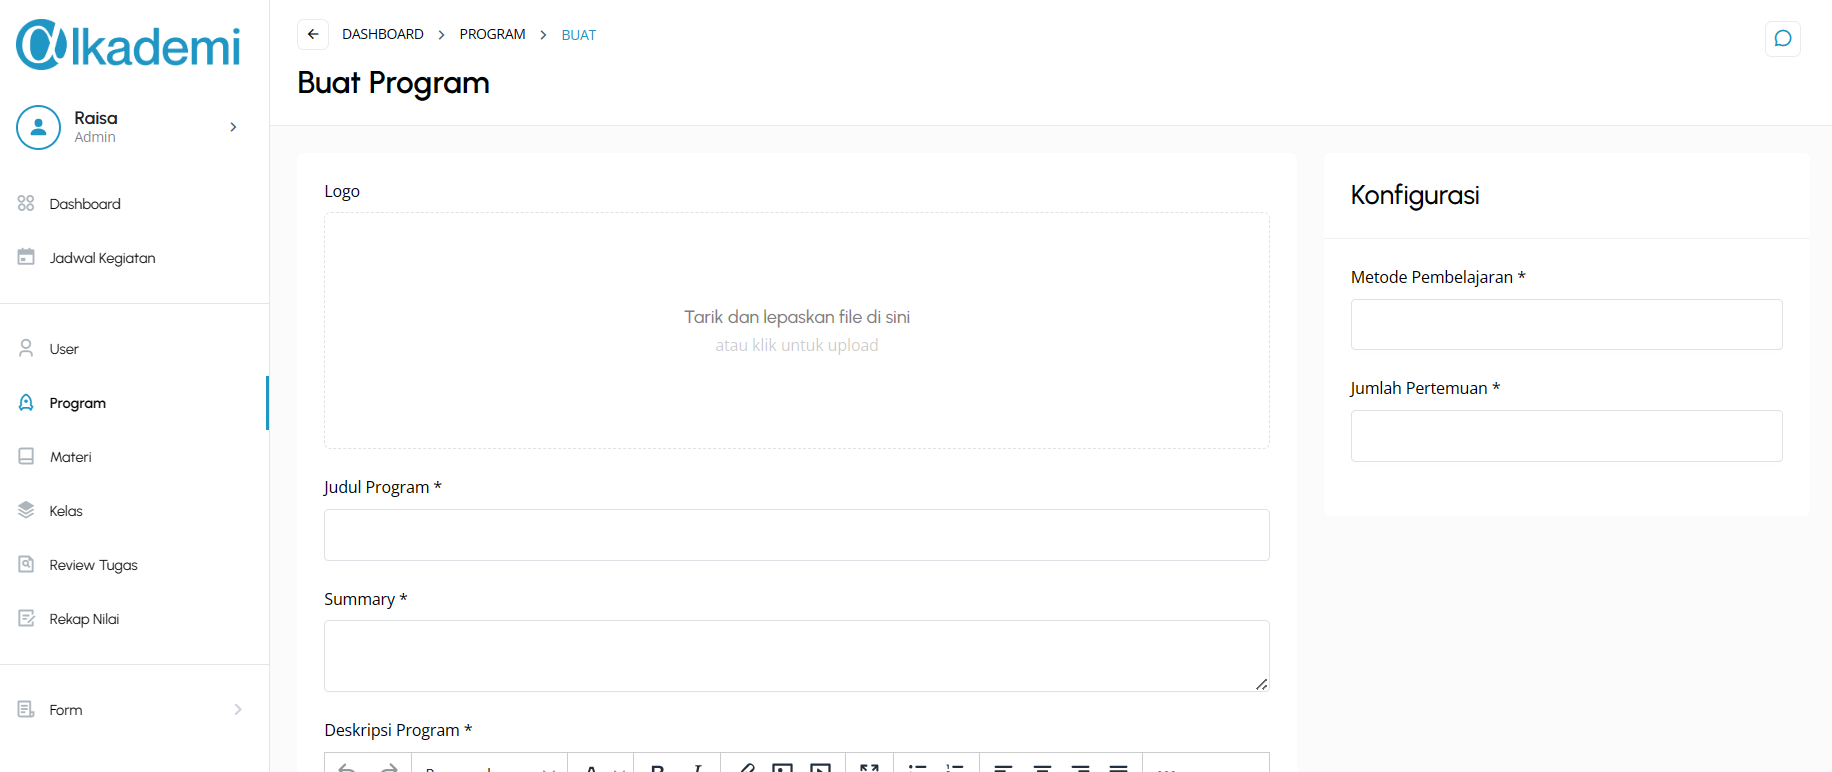 @lkademi
Raisa
Admin
Dashboard
Jadwal Kegiatan
User
Program
Materi
Kelas
Review Tugas
Rekap Nilai
Form
DASHBOARD > PROGRAM > BUAT
Buat Program
Logo
Tarik dan lepaskan file di sini
atau klik untuk upload
Judul Program *
Summary *
Deskripsi Program *
Konfigurasi
Metode Pembelajaran *
Jumlah Pertemuan *